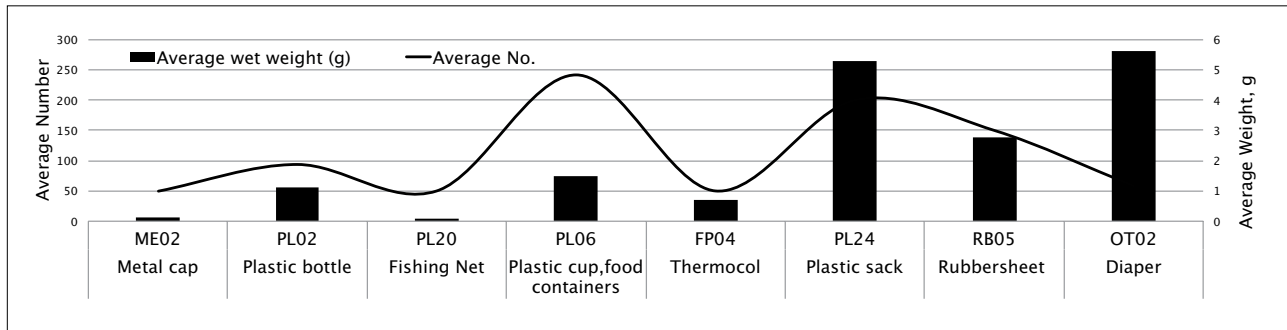 Average wet weight (g)
Average No.
Average Number
300
250
200
150
100
50
0
6
5
4
3
2
1
0
Average Weight, g
ME02 PL02 PL20 PL06 FP04 PL24 RB05 OT02
Metal cap Plastic bottle Fishing Net Plastic cup,food Thermocol Plastic sack Rubbersheet Diaper
containers